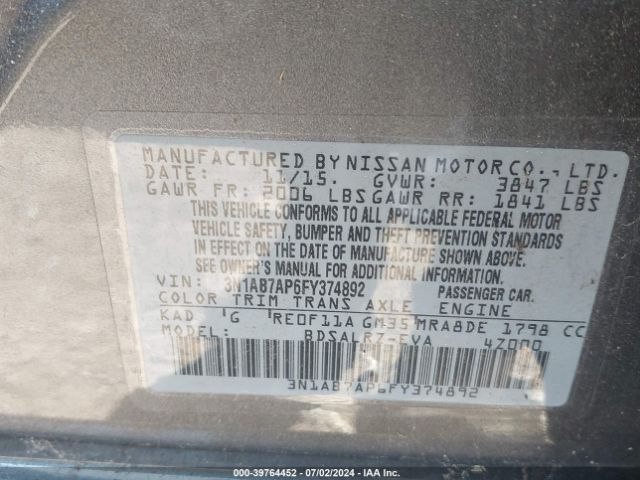 MANUFACTURED BY NISSAN MOTOR CO., LTD.
DATE: 11/15. GVWR: 3847 LBS
GAWR FR: 2006 LBS GAWR RR: 1841 LBS
THIS VEHICLE CONFORMS TO ALL APPLICABLE FEDERAL MOTOR
VEHICLE SAFETY, BUMPER AND THEFT PREVENTION STANDARDS
IN EFFECT ON THE DATE OF MANUFACTURE SHOWN ABOVE.
SEE OWNER'S MANUAL FOR ADDITIONAL INFORMATION.
VIN: 3N1AB7AP6FY374892 PASSENGER CAR.
COLOR TRIM TRANS AXLE ENGINE
KAD G RE0F11A GM35 MRA8DE 1798 CC
MODEL: BDSALRZ-EVA 4Z000
3N1AB7AP6FY374892
000-39764452 - 07/02/2024 - IAA Inc.